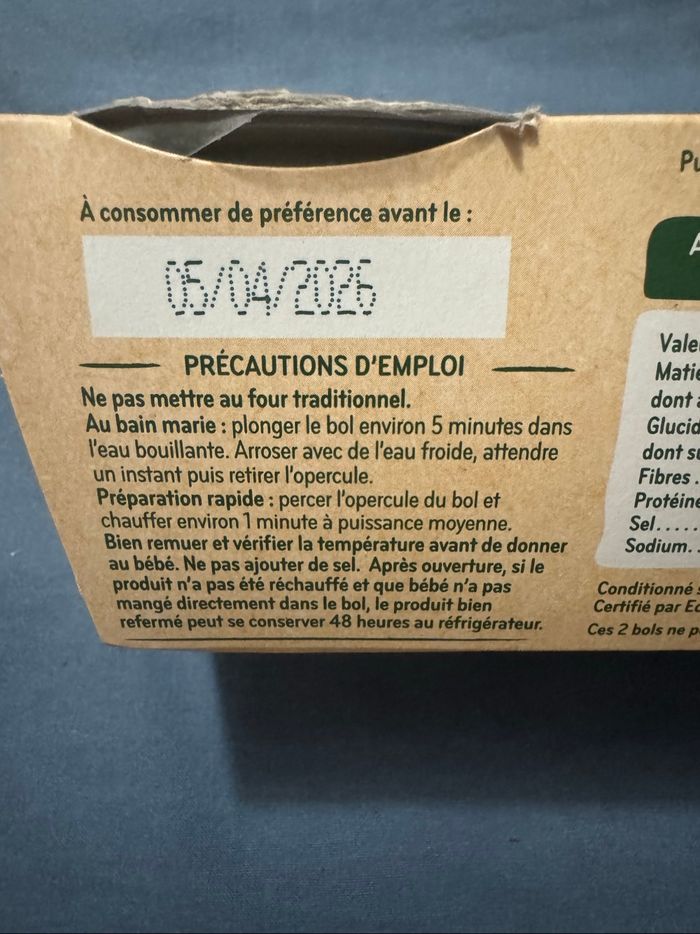 À consommer de préférence avant le :
05/04/2026
PRÉCAUTIONS D'EMPLOI
Ne pas mettre au four traditionnel.
Au bain marie : plonger le bol environ 5 minutes dans
l'eau bouillante. Arroser avec de l'eau froide, attendre
un instant puis retirer l'opercule.
Préparation rapide : percer l'opercule du bol et
chauffer environ 1 minute à puissance moyenne.
Bien remuer et vérifier la température avant de donner
au bébé. Ne pas ajouter de sel. Après ouverture, si le
produit n'a pas été réchauffé et que bébé n'a pas
mangé directement dans le bol, le produit bien
refermé peut se conserver 48 heures au réfrigérateur.
dont
dont
Fibres .
Sel.....
Sodium. .
Conditionné
Certifié par
Ces 2 bols ne